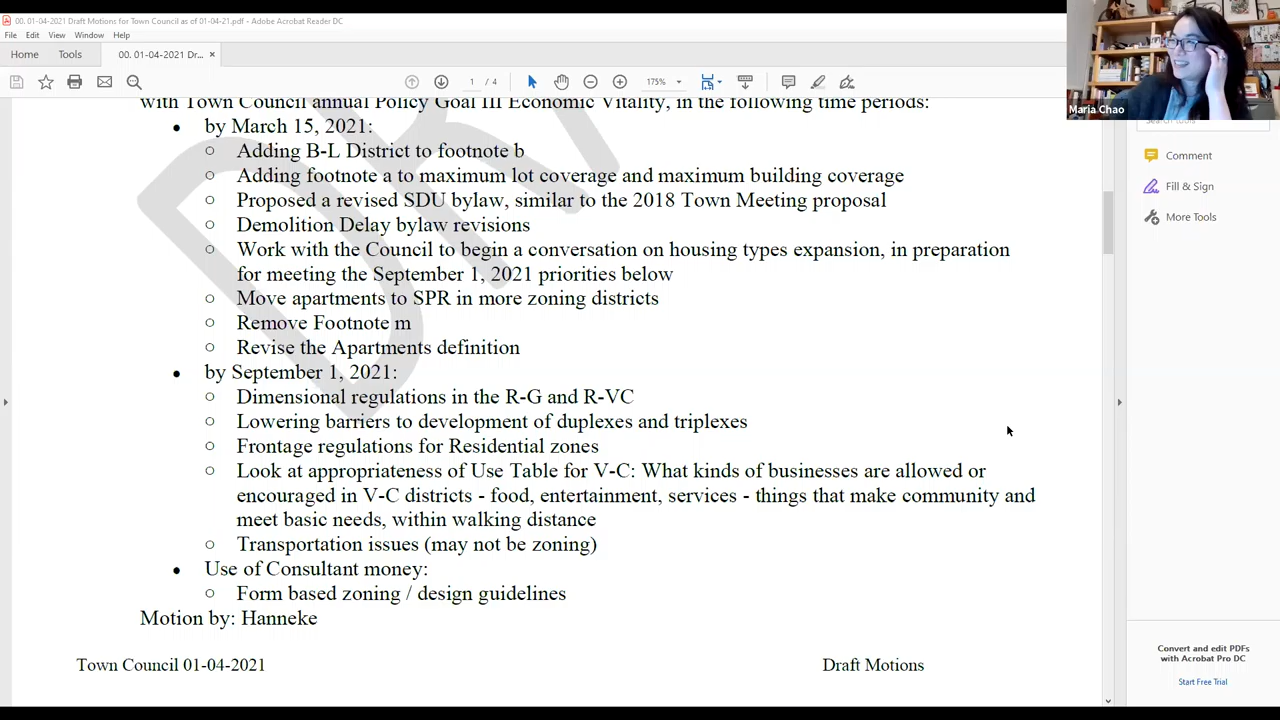 00. 01-04-2021 Draft Motions for Town Council as of 01-04-21.pdf - Adobe Acrobat Reader DC
File Edit View Window Help
Home Tools 00. 01-04-2021 Dr... ×
1 / 4 175%
Maria Chao
Search tools
Comment
Fill & Sign
More Tools
with Town Council annual Policy Goal III Economic Vitality, in the following time periods:
• by March 15, 2021:
○ Adding B-L District to footnote b
○ Adding footnote a to maximum lot coverage and maximum building coverage
○ Proposed a revised SDU bylaw, similar to the 2018 Town Meeting proposal
○ Demolition Delay bylaw revisions
○ Work with the Council to begin a conversation on housing types expansion, in preparation
for meeting the September 1, 2021 priorities below
○ Move apartments to SPR in more zoning districts
○ Remove Footnote m
○ Revise the Apartments definition
• by September 1, 2021:
○ Dimensional regulations in the R-G and R-VC
○ Lowering barriers to development of duplexes and triplexes
○ Frontage regulations for Residential zones
○ Look at appropriateness of Use Table for V-C: What kinds of businesses are allowed or
encouraged in V-C districts - food, entertainment, services - things that make community and
meet basic needs, within walking distance
○ Transportation issues (may not be zoning)
• Use of Consultant money:
○ Form based zoning / design guidelines
Motion by: Hanneke
Town Council 01-04-2021 Draft Motions
Convert and edit PDFs
with Acrobat Pro DC
Start Free Trial